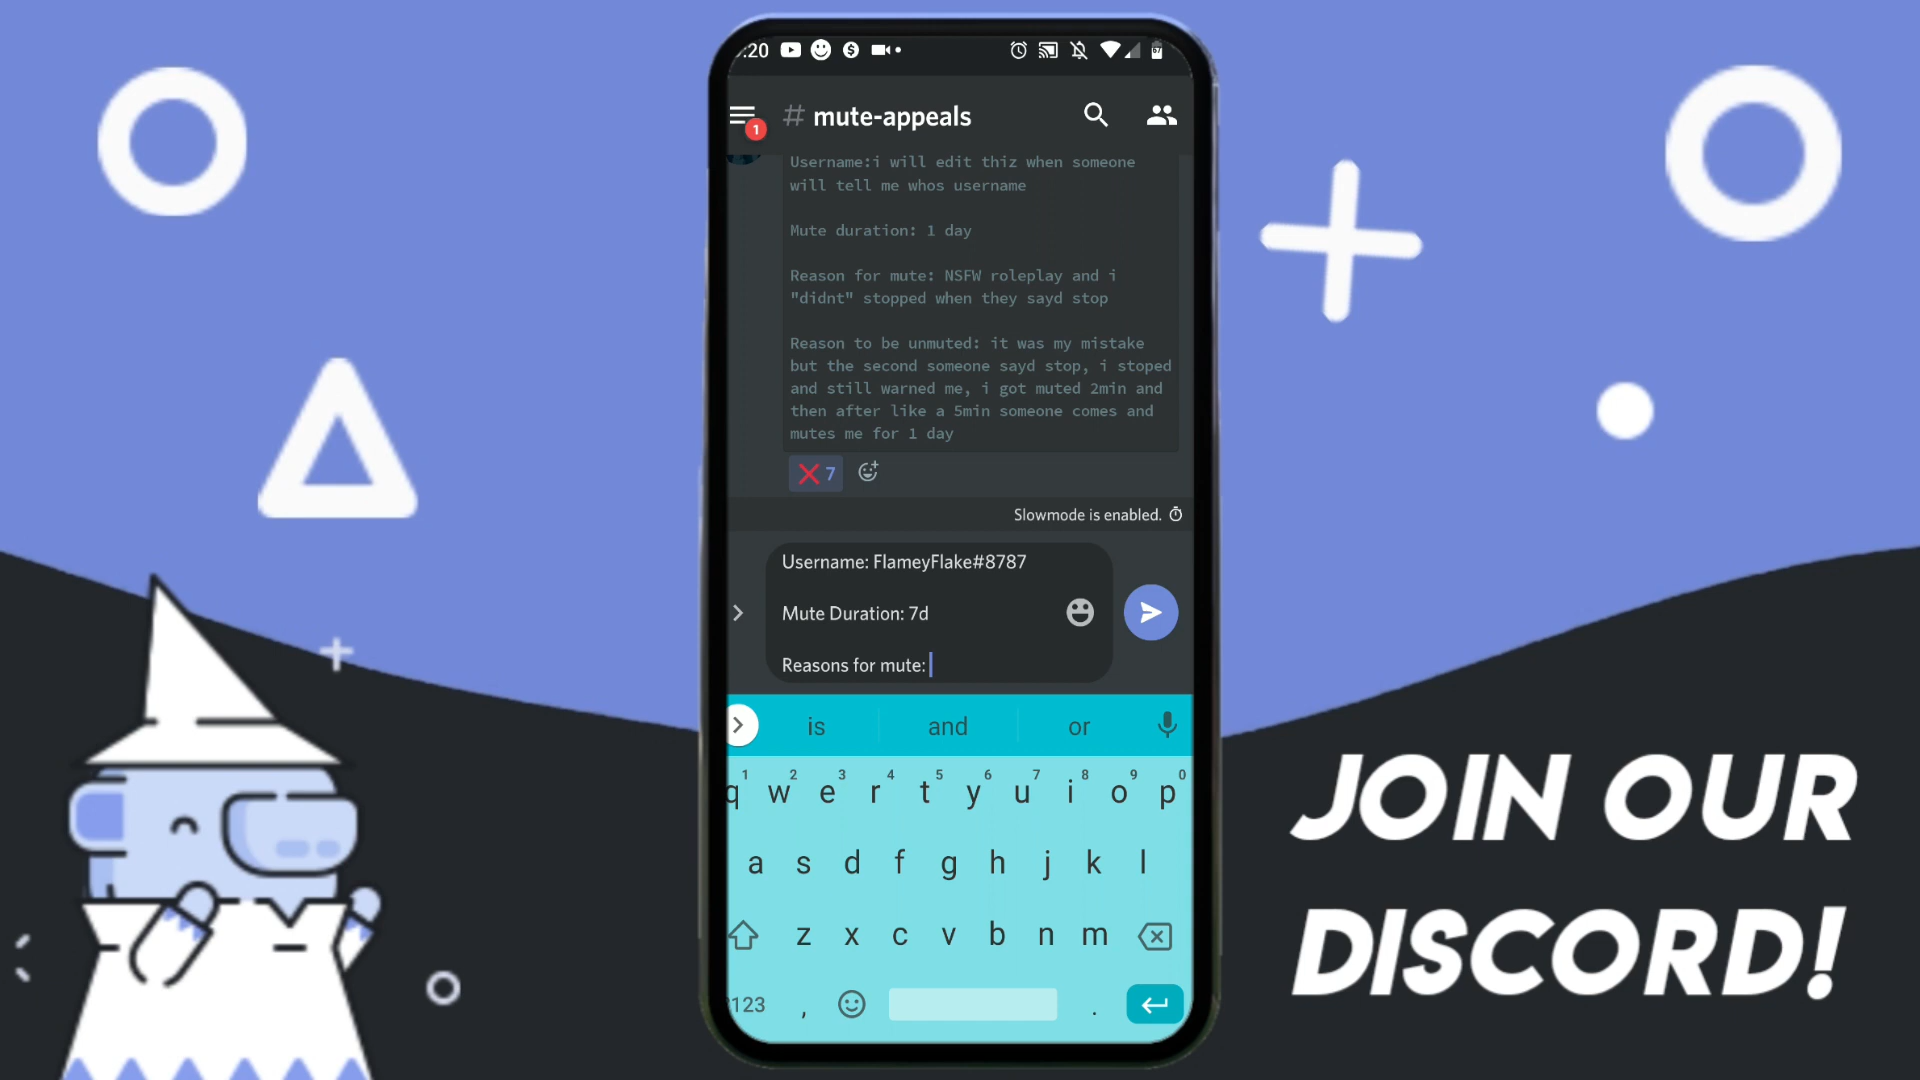 :20
# mute-appeals
1
Username:i will edit thiz when someone
will tell me whos username
Mute duration: 1 day
Reason for mute: NSFW roleplay and i
"didnt" stopped when they sayd stop
Reason to be unmuted: it was my mistake
but the second someone sayd stop, i stoped
and still warned me, i got muted 2min and
then after like a 5min someone comes and
mutes me for 1 day
7
Slowmode is enabled.
Username: FlameyFlake#8787
Mute Duration: 7d
Reasons for mute:
is and or
1 2 3 4 5 6 7 8 9 0
q w e r t y u i o p
a s d f g h j k l
z x c v b n m
123 , .
JOIN OUR
DISCORD!